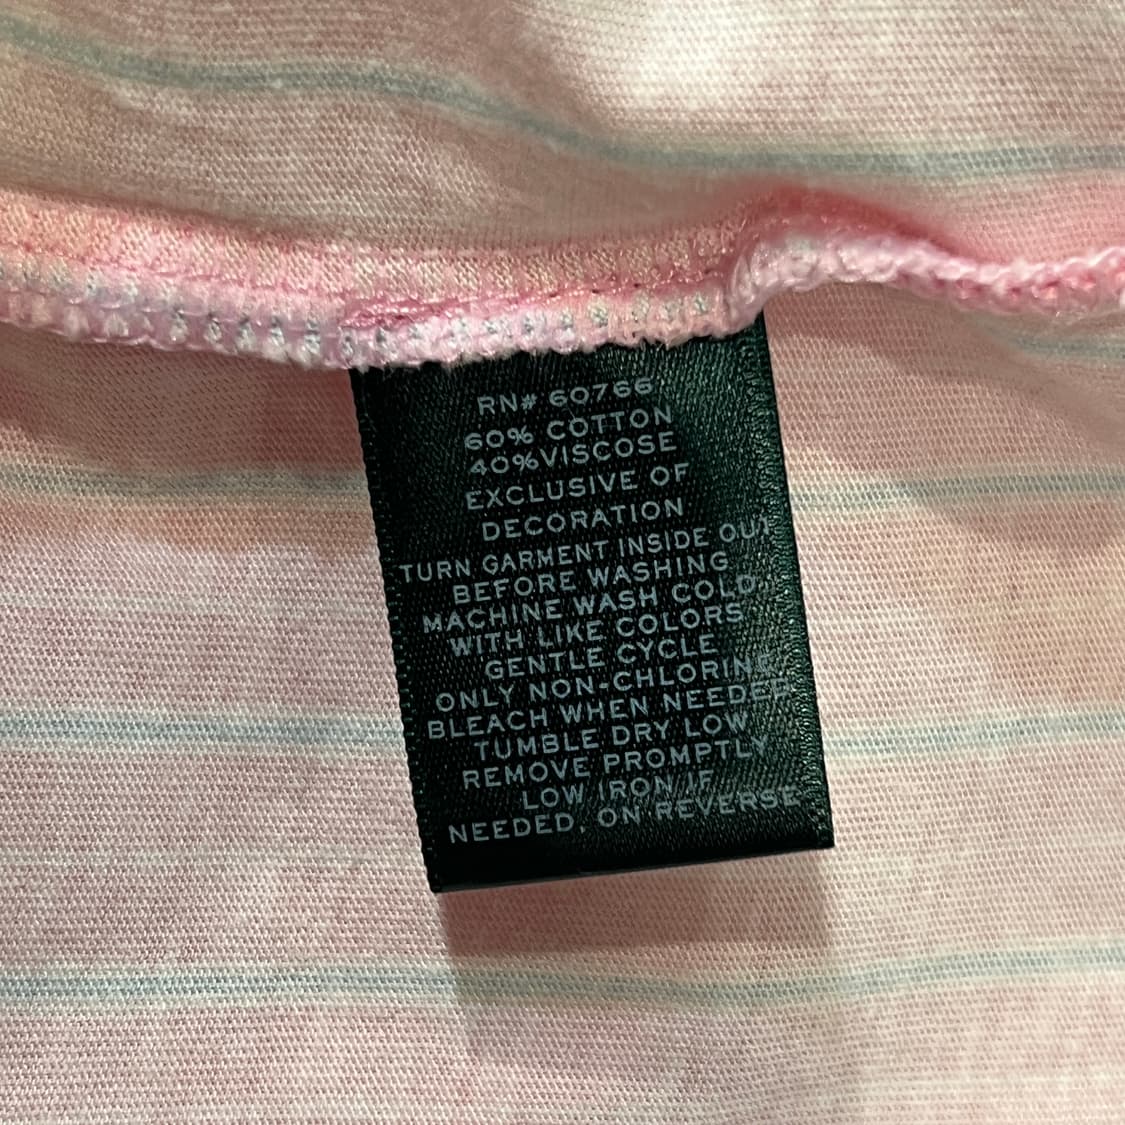 RN# 60766
60% COTTON
40%VISCOSE
EXCLUSIVE OF
DECORATION
TURN GARMENT INSIDE OUT
BEFORE WASHING
MACHINE WASH COLD
WITH LIKE COLORS
GENTLE CYCLE
ONLY NON-CHLORINE
BLEACH WHEN NEEDED
TUMBLE DRY LOW
REMOVE PROMPTLY
LOW IRON IF
NEEDED, ON REVERSE